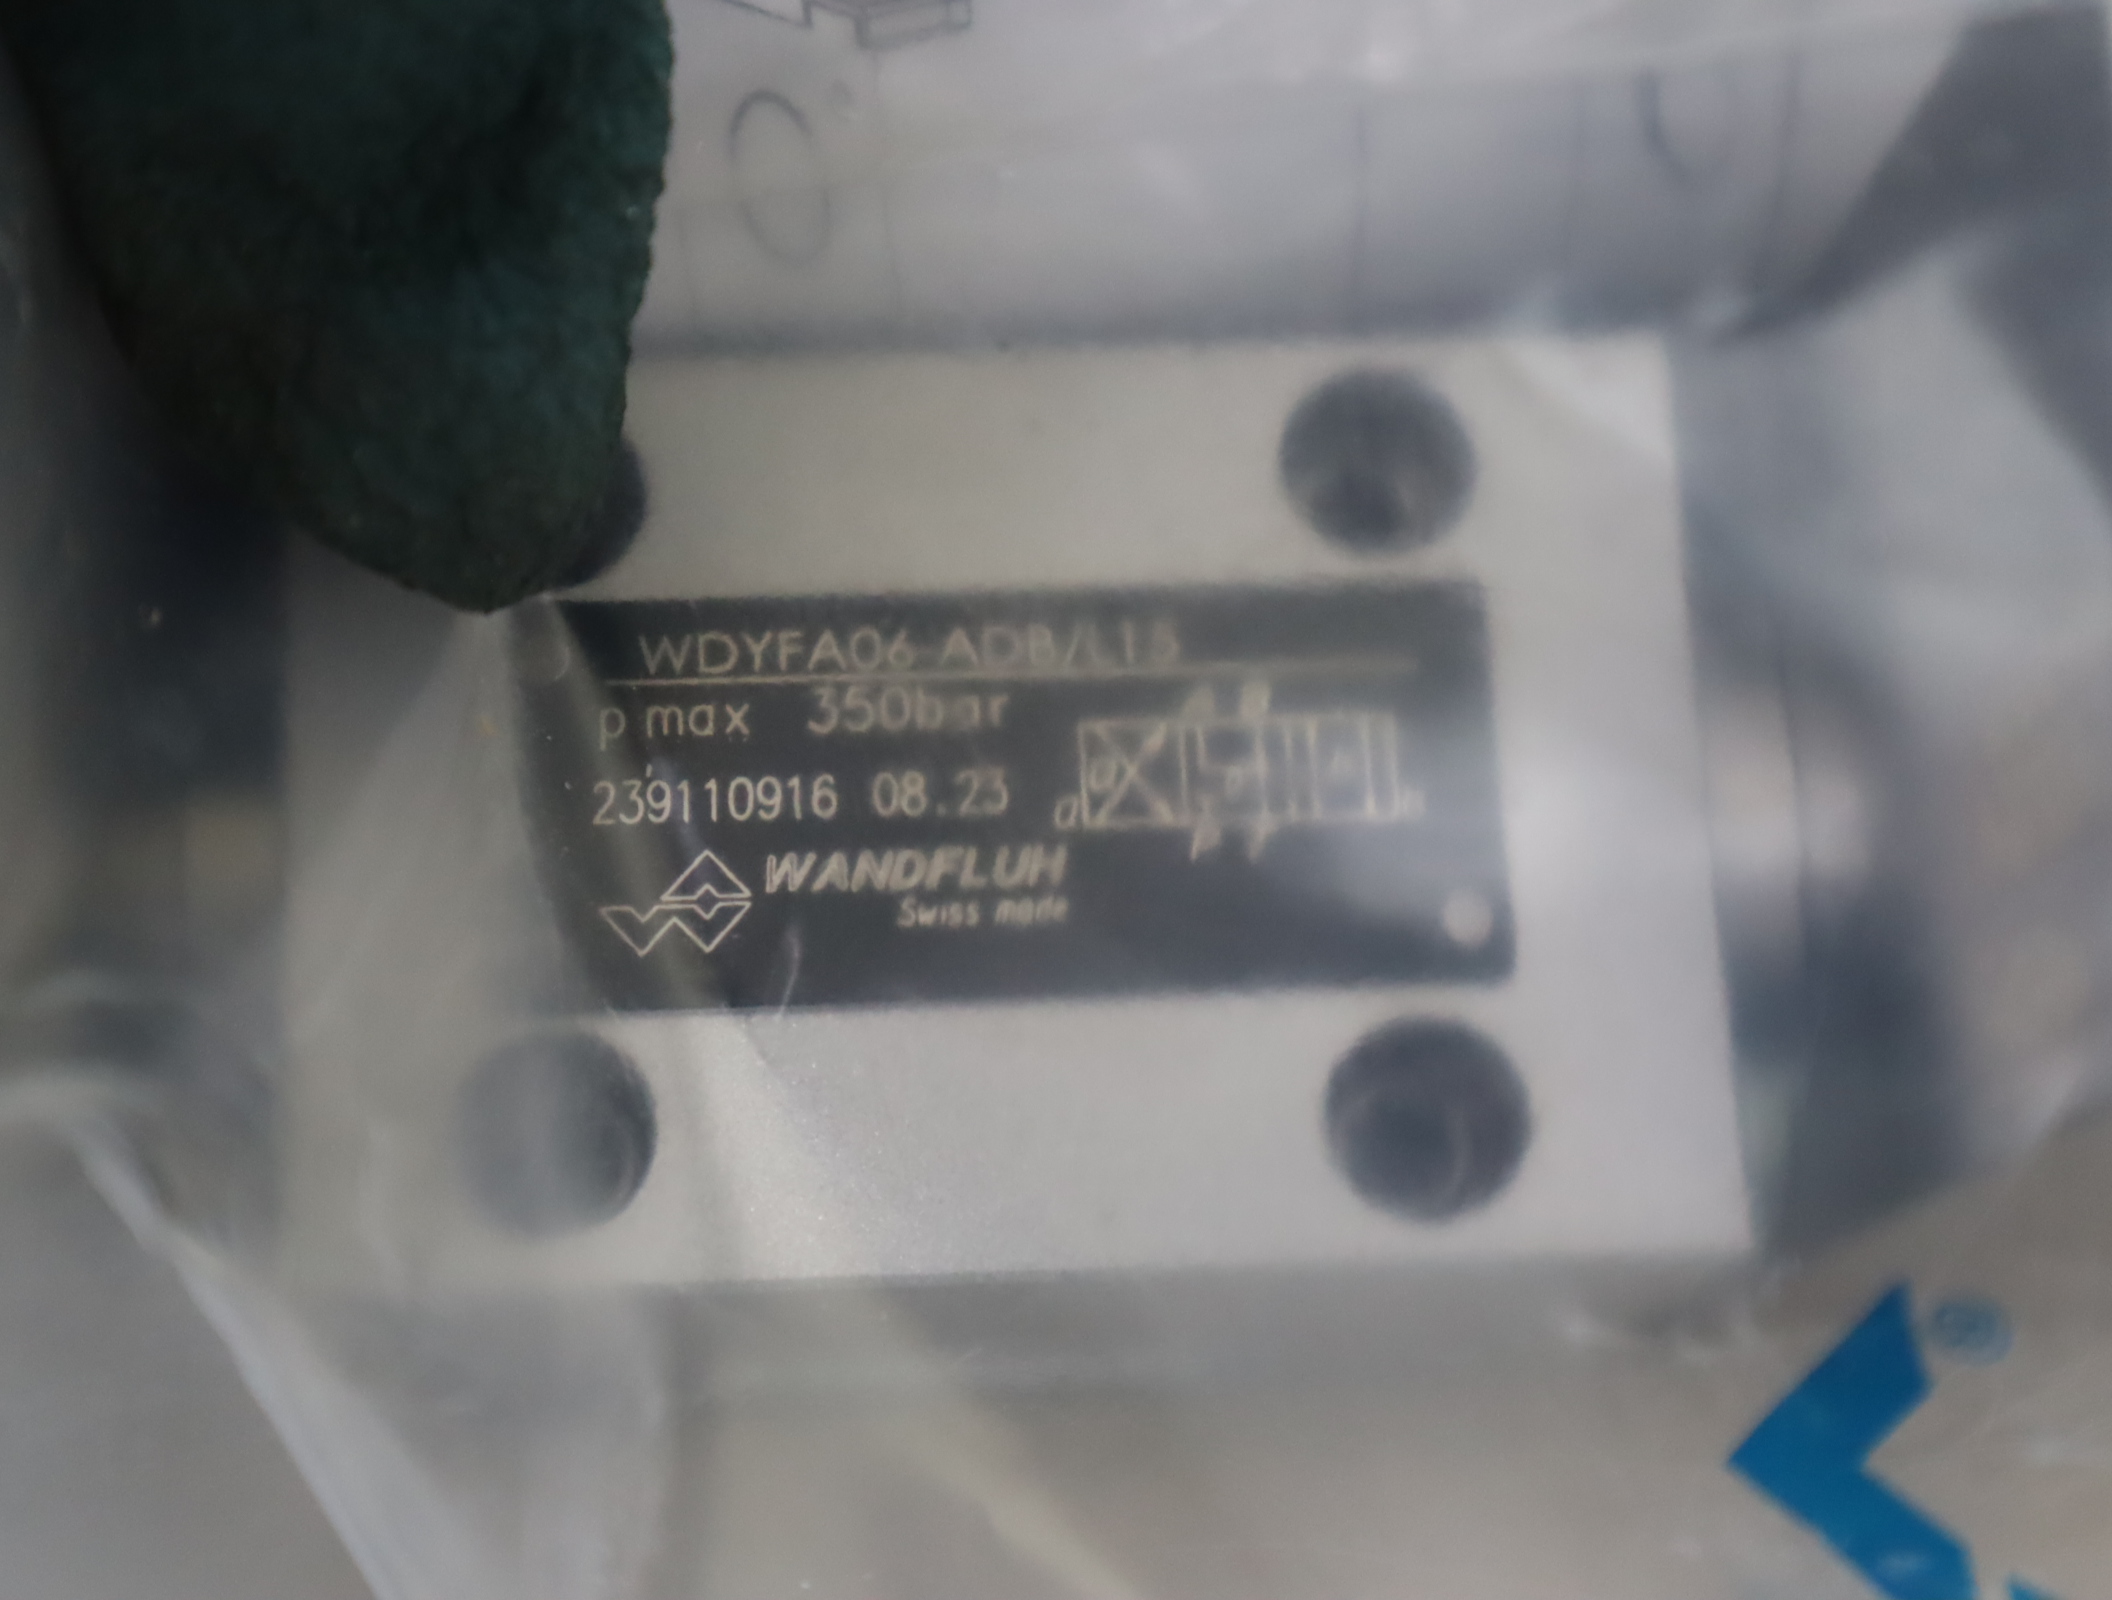 WDYFA06-ADB/L15
p max 350bar
239110916 08.23
A B
a
P T
WANDFLUH
Swiss made